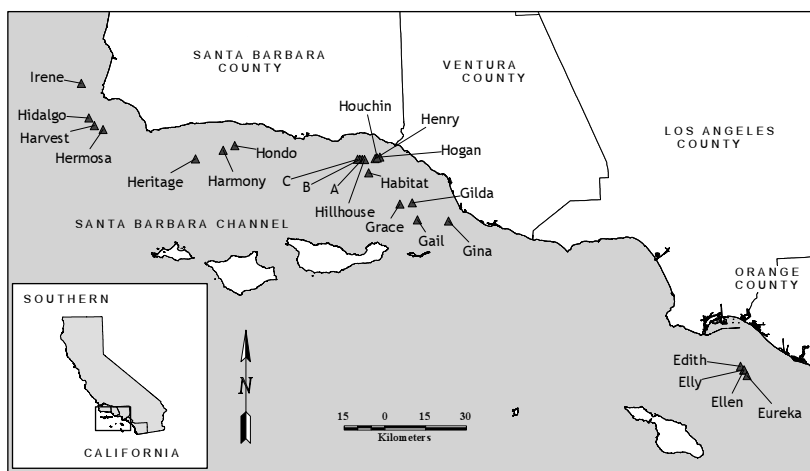 SANTA BARBARA
COUNTY
VENTURA
COUNTY
LOS ANGELES
COUNTY
ORANGE
COUNTY
Irene
Hidalgo
Harvest
Hermosa
Heritage
Harmony
Hondo
C
B
A
Hillhouse
Houchin
Henry
Hogan
Habitat
Grace
Gilda
Gail
Gina
SANTA BARBARA CHANNEL
Edith
Elly
Ellen
Eureka
SOUTHERN
CALIFORNIA
N
15 0 15 30
Kilometers